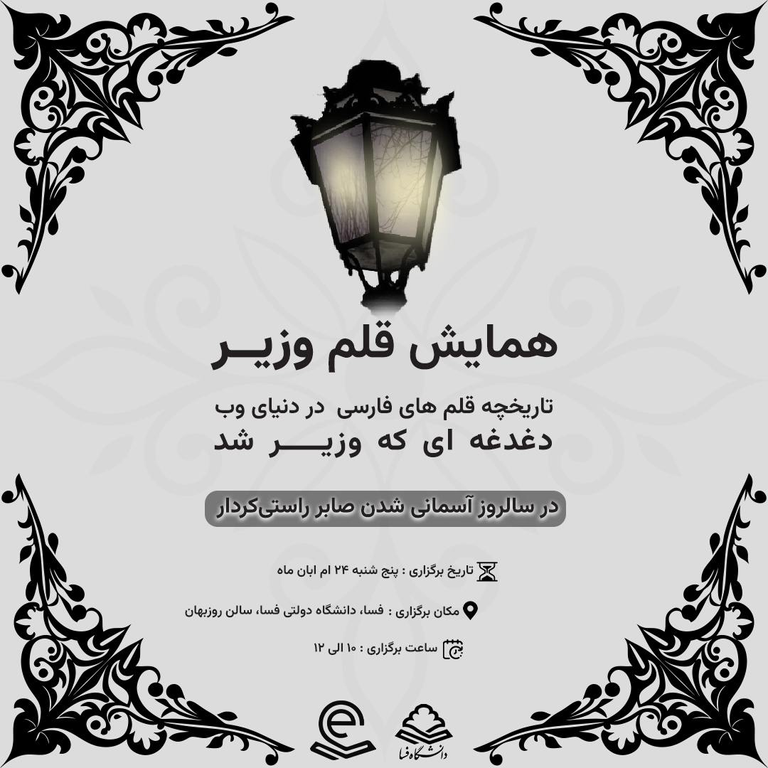 همایش قلم وزیـر
تاریخچه قلم های فارسی در دنیای وب
دغدغه ای که وزیـــر شد
در سالروز آسمانی شدن صابر راستی‌کردار
تاریخ برگزاری : پنج شنبه ۲۴ ام ابان ماه
مکان برگزاری : فسا، دانشگاه دولتی فسا، سالن روزبهان
ساعت برگزاری : ۱۰ الی ۱۲
دانشگاه فسا